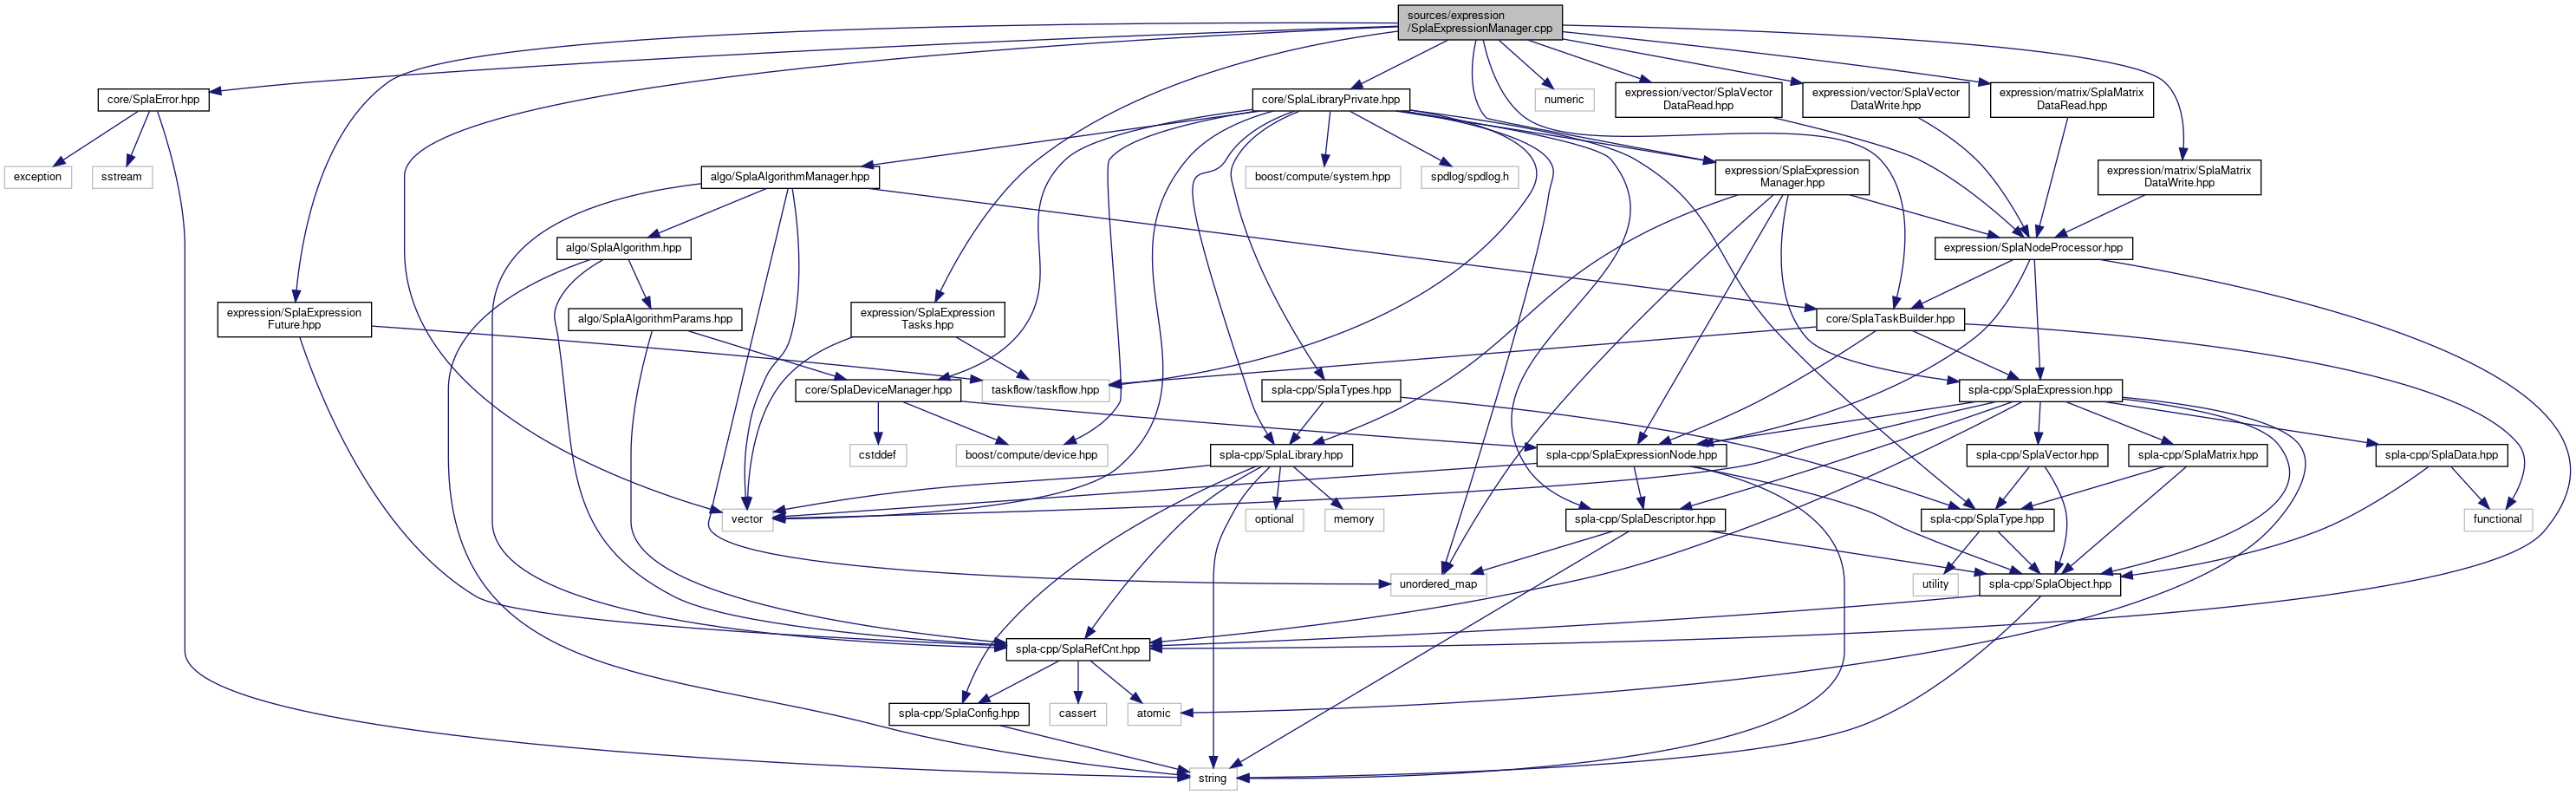 sources/expression
/SplaExpressionManager.cpp
core/SplaError.hpp
core/SplaLibraryPrivate.hpp
numeric
expression/vector/SplaVector
DataRead.hpp
expression/vector/SplaVector
DataWrite.hpp
expression/matrix/SplaMatrix
DataRead.hpp
exception
sstream
algo/SplaAlgorithmManager.hpp
boost/compute/system.hpp
spdlog/spdlog.h
expression/SplaExpression
Manager.hpp
expression/matrix/SplaMatrix
DataWrite.hpp
algo/SplaAlgorithm.hpp
expression/SplaNodeProcessor.hpp
expression/SplaExpression
Future.hpp
algo/SplaAlgorithmParams.hpp
expression/SplaExpression
Tasks.hpp
core/SplaTaskBuilder.hpp
core/SplaDeviceManager.hpp
taskflow/taskflow.hpp
spla-cpp/SplaTypes.hpp
spla-cpp/SplaExpression.hpp
cstddef
boost/compute/device.hpp
spla-cpp/SplaLibrary.hpp
spla-cpp/SplaExpressionNode.hpp
spla-cpp/SplaVector.hpp
spla-cpp/SplaMatrix.hpp
spla-cpp/SplaData.hpp
vector
optional
memory
spla-cpp/SplaDescriptor.hpp
spla-cpp/SplaType.hpp
functional
unordered_map
utility
spla-cpp/SplaObject.hpp
spla-cpp/SplaRefCnt.hpp
spla-cpp/SplaConfig.hpp
cassert
atomic
string